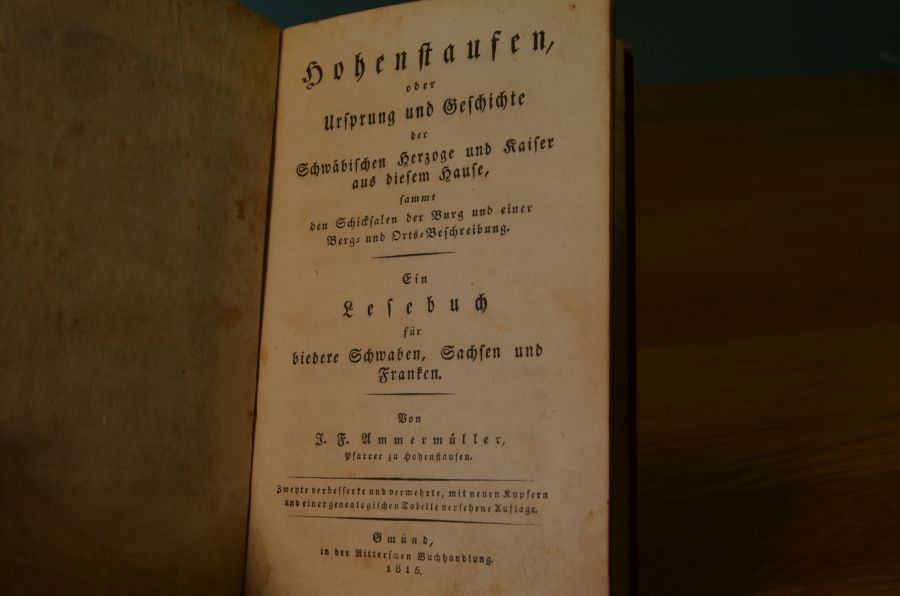 Hohenstaufen,
oder
Ursprung und Geschichte
der
Schwäbischen Herzoge und Kaiser
aus diesem Hause,
sammt
den Schicksalen der Burg und einer
Berg- und Orts-Beschreibung.
Ein
Lesebuch
für
biedere Schwaben, Sachsen und
Franken.
Von
J. F. Ammermüller,
Pfarrer zu Hohenstaufen.
Zweyte verbesserte und vermehrte, mit neuen Kupfern
und einer genealogischen Tabelle versehene Auflage.
Gmünd,
in der Ritterschen Buchhandlung.
1815.